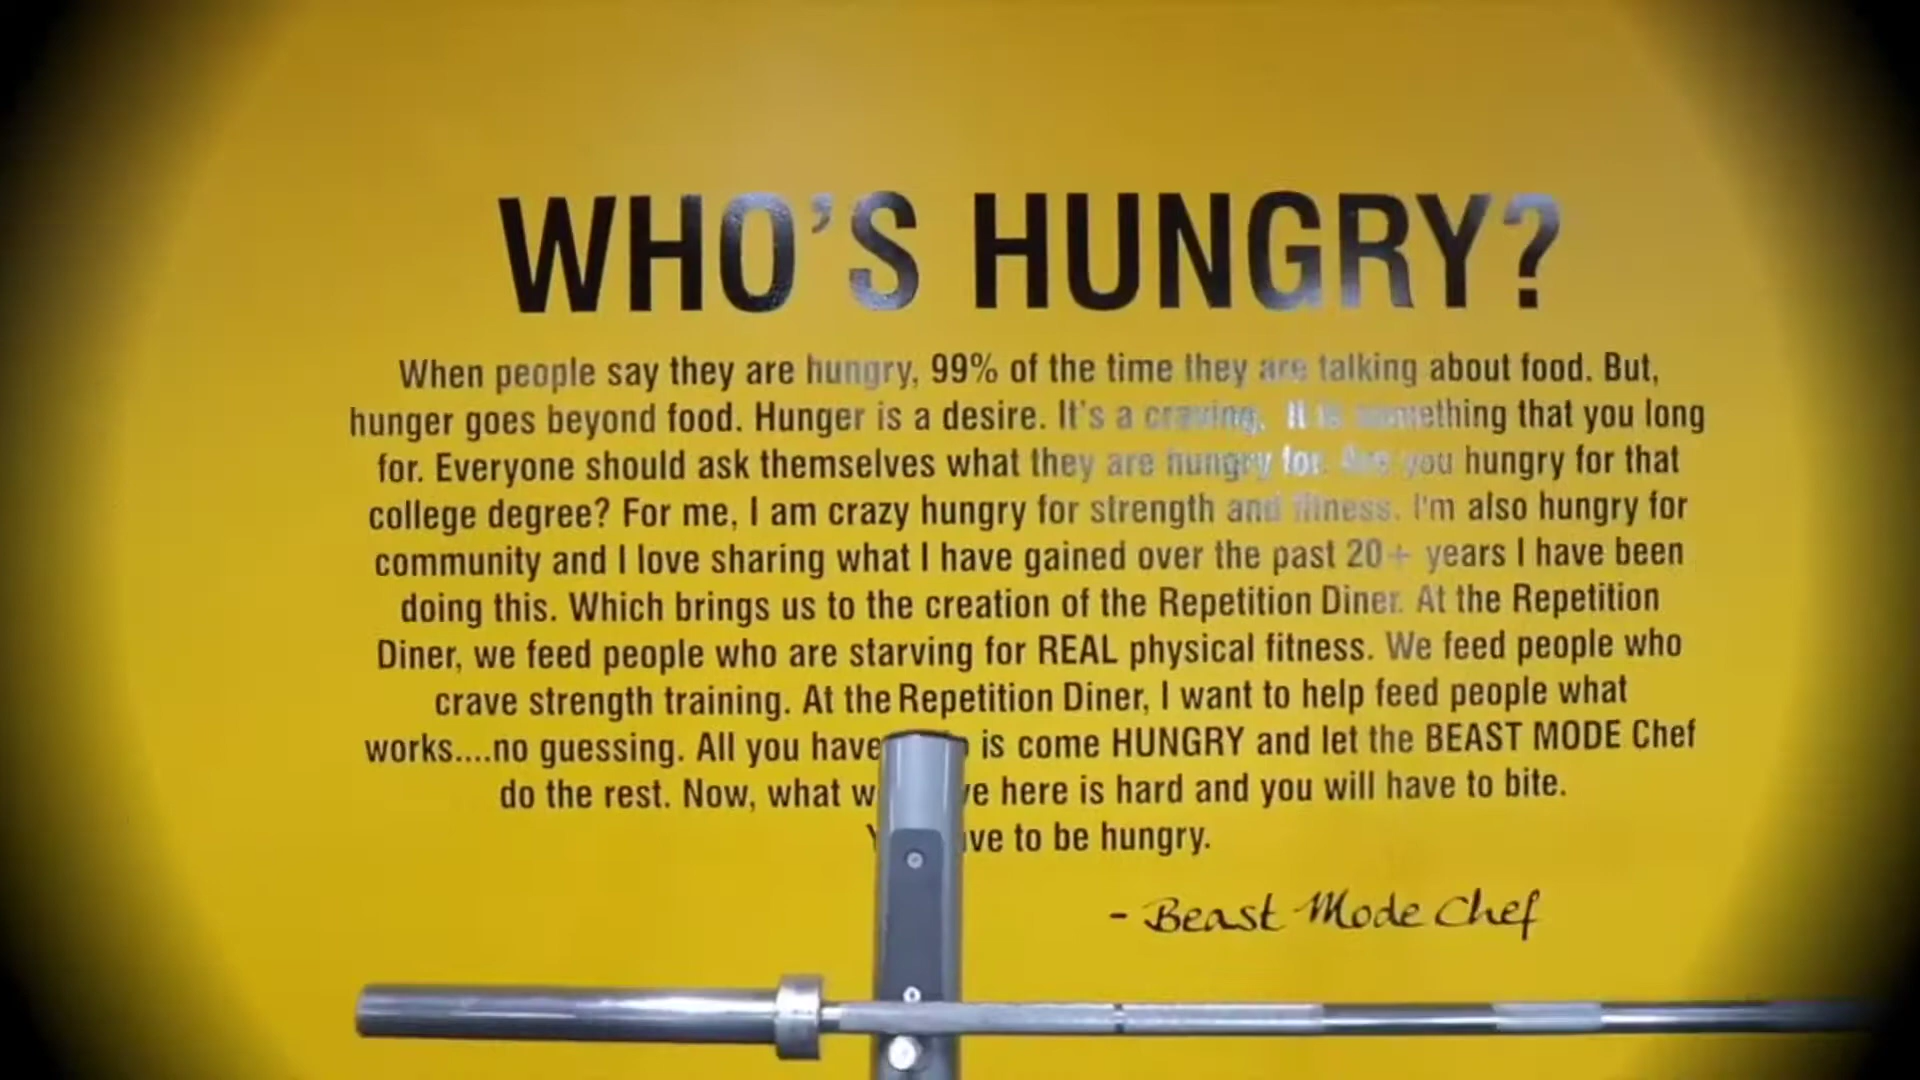 WHO'S HUNGRY?
When people say they are hungry, 99% of the time they are talking about food. But,
hunger goes beyond food. Hunger is a desire. It's a craving. It is something that you long
for. Everyone should ask themselves what they are hungry for. Are you hungry for that
college degree? For me, I am crazy hungry for strength and fitness. I'm also hungry for
community and I love sharing what I have gained over the past 20+ years I have been
doing this. Which brings us to the creation of the Repetition Diner. At the Repetition
Diner, we feed people who are starving for REAL physical fitness. We feed people who
crave strength training. At the Repetition Diner, I want to help feed people what
works....no guessing. All you have is come HUNGRY and let the BEAST MODE Chef
do the rest. Now, what here is hard and you will have to bite.
to be hungry.
- Beast Mode Chef